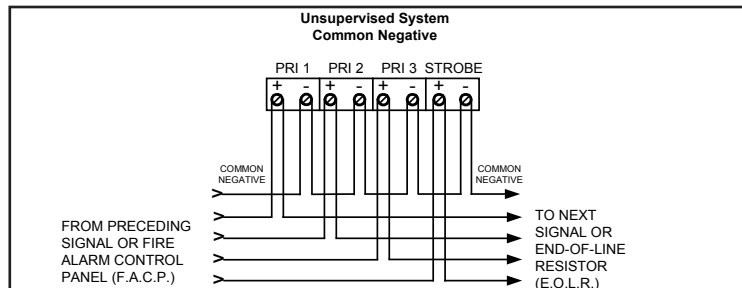 Unsupervised System
Common Negative
PRI 1 PRI 2 PRI 3 STROBE
+ - + - + - + -
COMMON
NEGATIVE
COMMON
NEGATIVE
FROM PRECEDING
SIGNAL OR FIRE
ALARM CONTROL
PANEL (F.A.C.P.)
TO NEXT
SIGNAL OR
END-OF-LINE
RESISTOR
(E.O.L.R.)